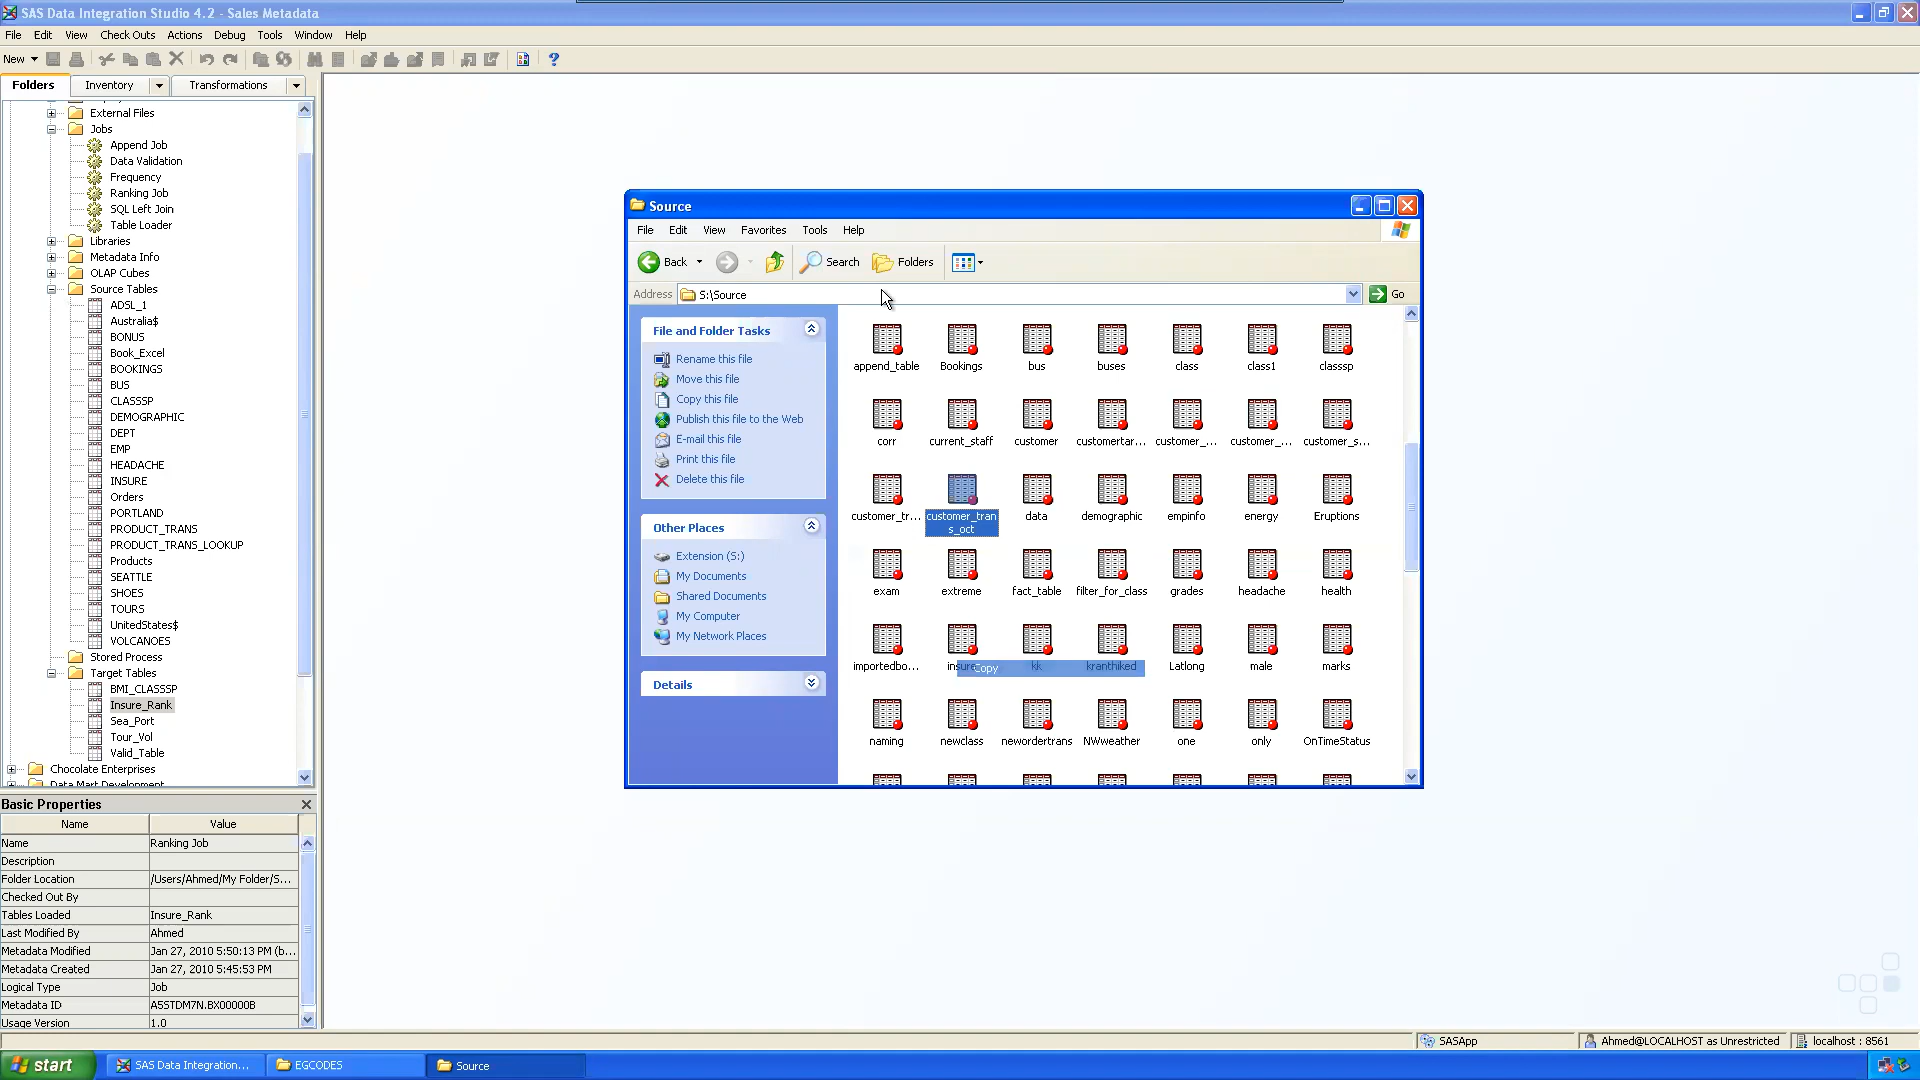 SAS Data Integration Studio 4.2 - Sales Metadata
File Edit View Check Outs Actions Debug Tools Window Help
New
Folders Inventory Transformations
External Files
Jobs
Append Job
Data Validation
Frequency
Ranking Job
SQL Left Join
Table Loader
Libraries
Metadata Info
OLAP Cubes
Source Tables
ADSL_1
Australia$
BONUS
Book_Excel
BOOKINGS
BUS
CLASSSP
DEMOGRAPHIC
DEPT
EMP
HEADACHE
INSURE
Orders
PORTLAND
PRODUCT_TRANS
PRODUCT_TRANS_LOOKUP
Products
SEATTLE
SHOES
TOURS
UnitedStates$
VOLCANOES
Stored Process
Target Tables
BMI_CLASSSP
Insure_Rank
Sea_Port
Tour_Vol
Valid_Table
Chocolate Enterprises
Data Mart Development
Basic Properties
Name Value
Name Ranking Job
Description
Folder Location /Users/Ahmed/My Folder/S...
Checked Out By
Tables Loaded Insure_Rank
Last Modified By Ahmed
Metadata Modified Jan 27, 2010 5:50:13 PM (b...
Metadata Created Jan 27, 2010 5:45:53 PM
Logical Type Job
Metadata ID A5STDM7N.BX00000B
Usage Version 1.0
Source
File Edit View Favorites Tools Help
Back Search Folders
Address S:\Source Go
File and Folder Tasks
Rename this file
Move this file
Copy this file
Publish this file to the Web
E-mail this file
Print this file
Delete this file
Other Places
Extension (S:)
My Documents
Shared Documents
My Computer
My Network Places
Details
append_table Bookings bus buses class class1 classsp
corr current_staff customer customertar... customer_... customer_... customer_s...
customer_tr... customer_tran data demographic empinfo energy Eruptions
s_oct
exam extreme fact_table filter_for_class grades headache health
importedbo... insure kk kranthiked Latlong male marks
Copy
naming newclass newordertrans NWweather one only OnTimeStatus
SASApp Ahmed@LOCALHOST as Unrestricted localhost : 8561
start SAS Data Integration... EGCODES Source